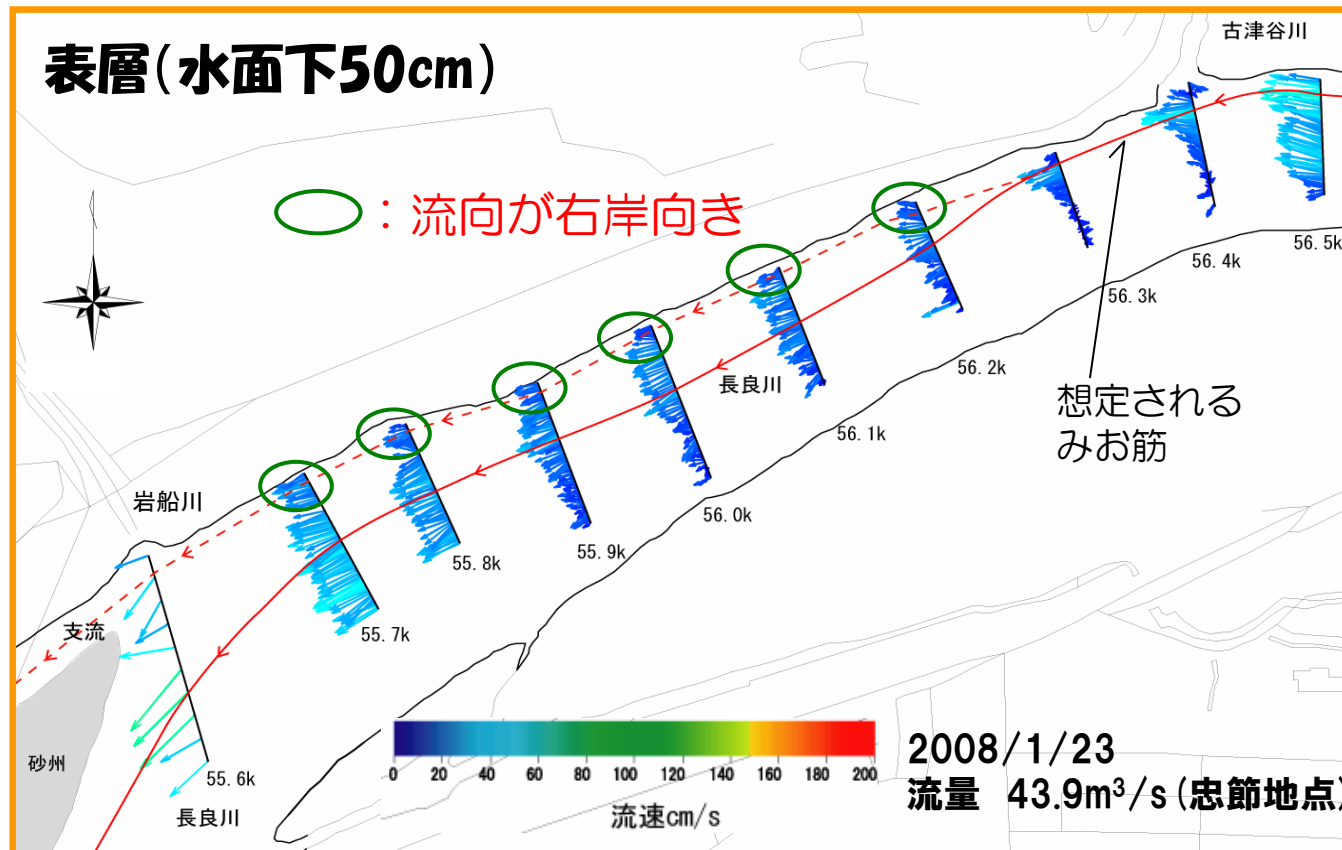 表層(水面下50cm)
古津谷川
:流向が右岸向き
56.5k
56.4k
56.3k
56.2k
長良川
想定される
みお筋
56.1k
56.0k
55.9k
55.8k
55.7k
岩船川
支流
砂州
55.6k
長良川
0 20 40 60 80 100 120 140 160 180 200
流速cm/s
2008/1/23
流量 43.9m³/s(忠節地点)